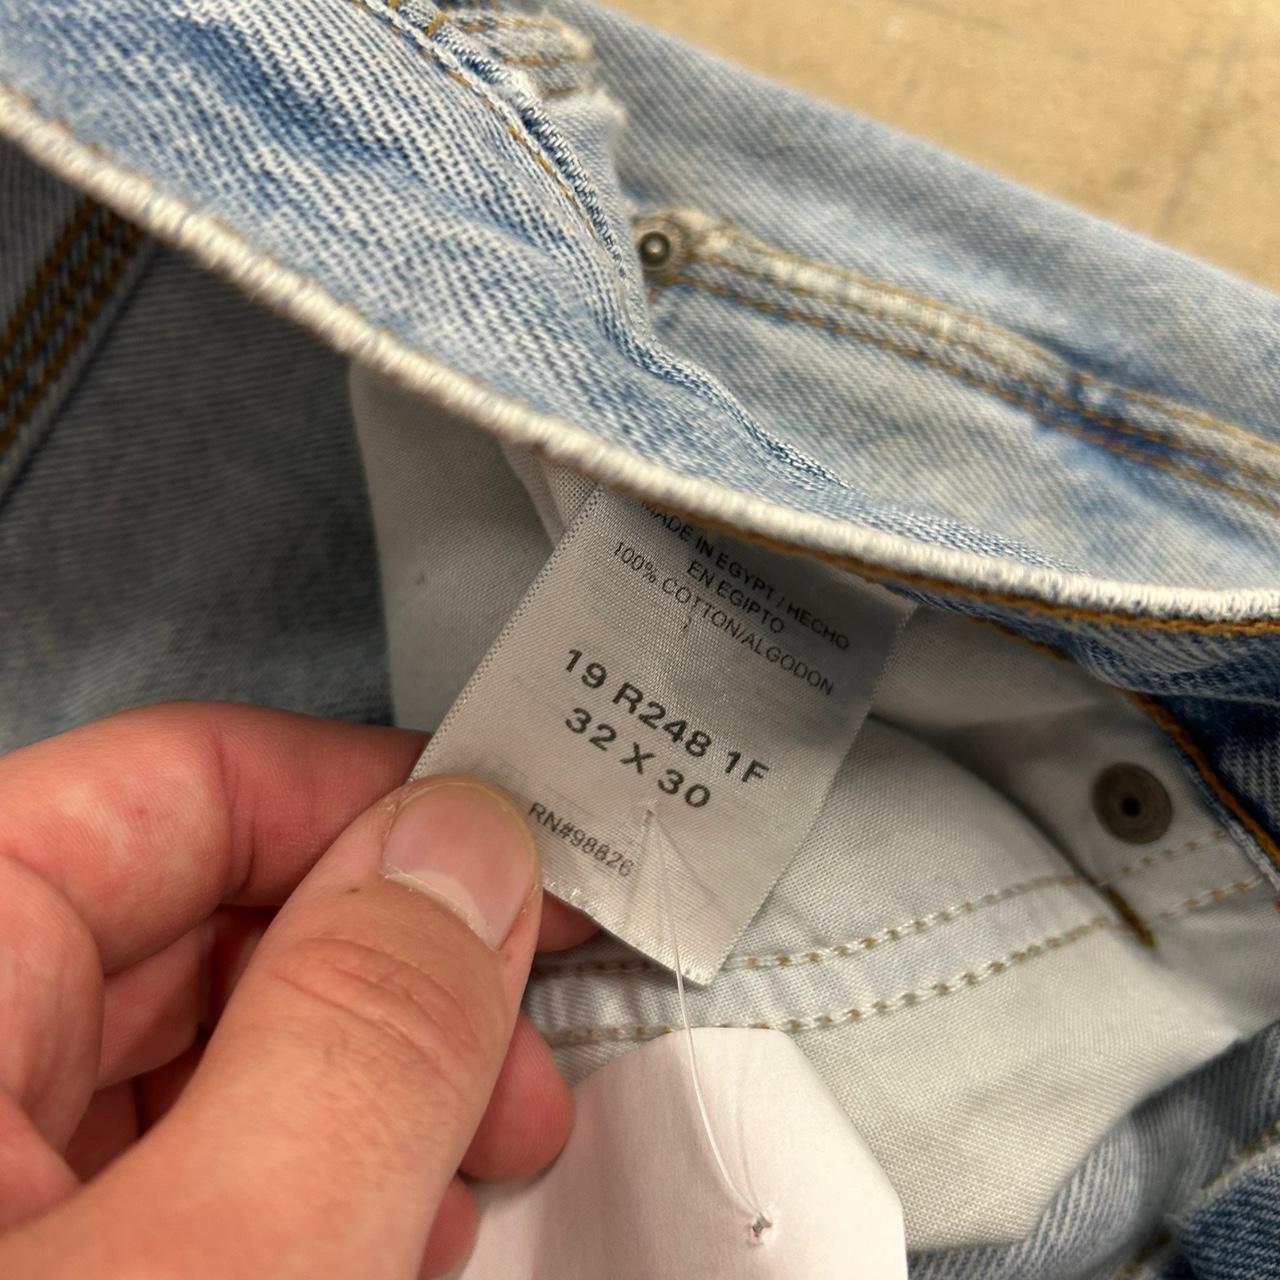 MADE IN EGYPT / HECHO
EN EGIPTO
100% COTTON/ALGODON
19 R248 1F
32 X 30
RN#98826